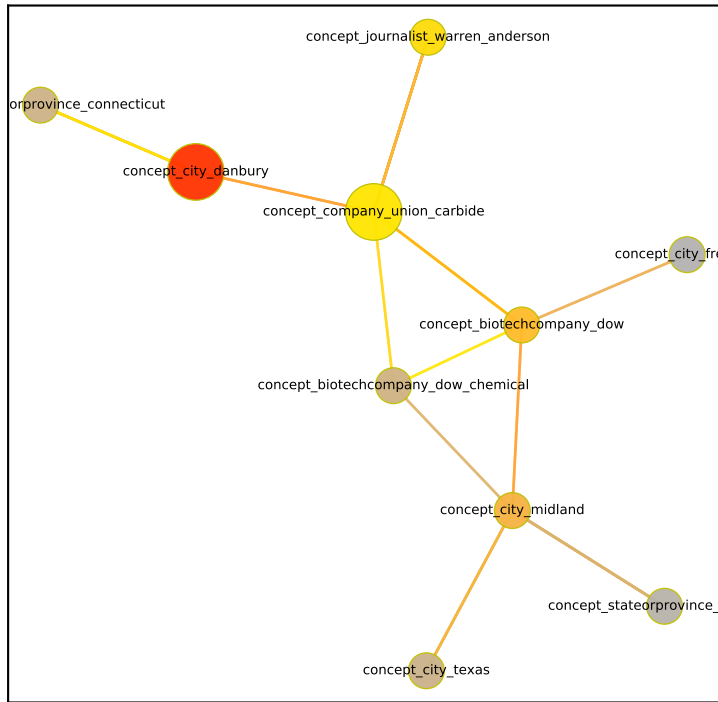 concept_journalist_warren_anderson
orprovince_connecticut
concept_city_danbury
concept_company_union_carbide
concept_city_fre
concept_biotechcompany_dow
concept_biotechcompany_dow_chemical
concept_city_midland
concept_stateorprovince_
concept_city_texas